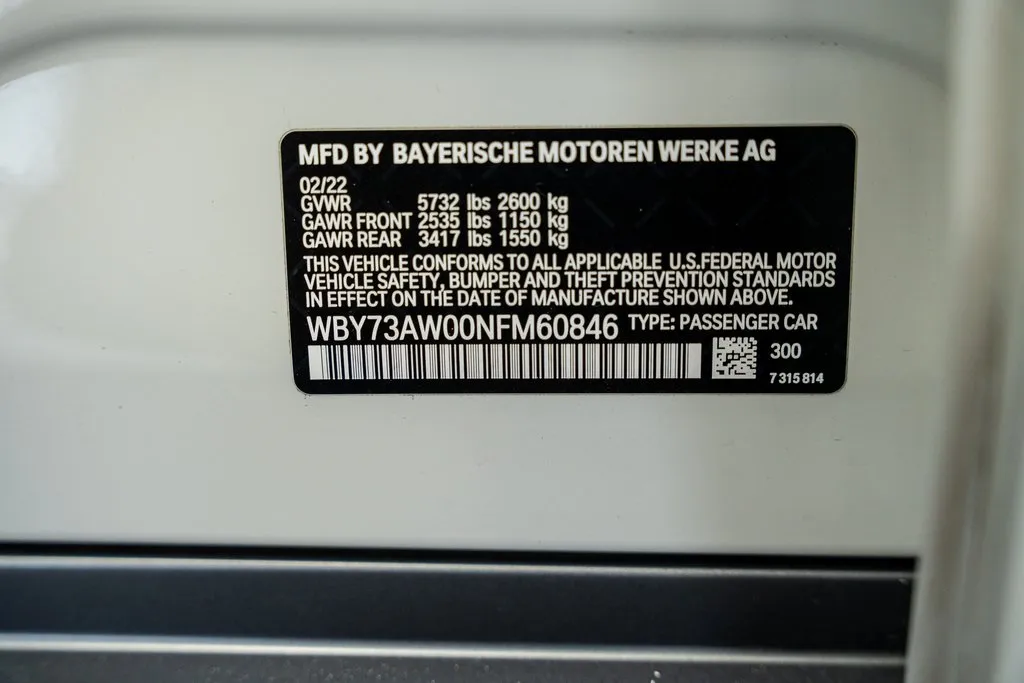 MFD BY BAYERISCHE MOTOREN WERKE AG
02/22
GVWR 5732 lbs 2600 kg
GAWR FRONT 2535 lbs 1150 kg
GAWR REAR 3417 lbs 1550 kg
THIS VEHICLE CONFORMS TO ALL APPLICABLE U.S.FEDERAL MOTOR
VEHICLE SAFETY, BUMPER AND THEFT PREVENTION STANDARDS
IN EFFECT ON THE DATE OF MANUFACTURE SHOWN ABOVE.
WBY73AW00NFM60846 TYPE: PASSENGER CAR
300
7 315 814